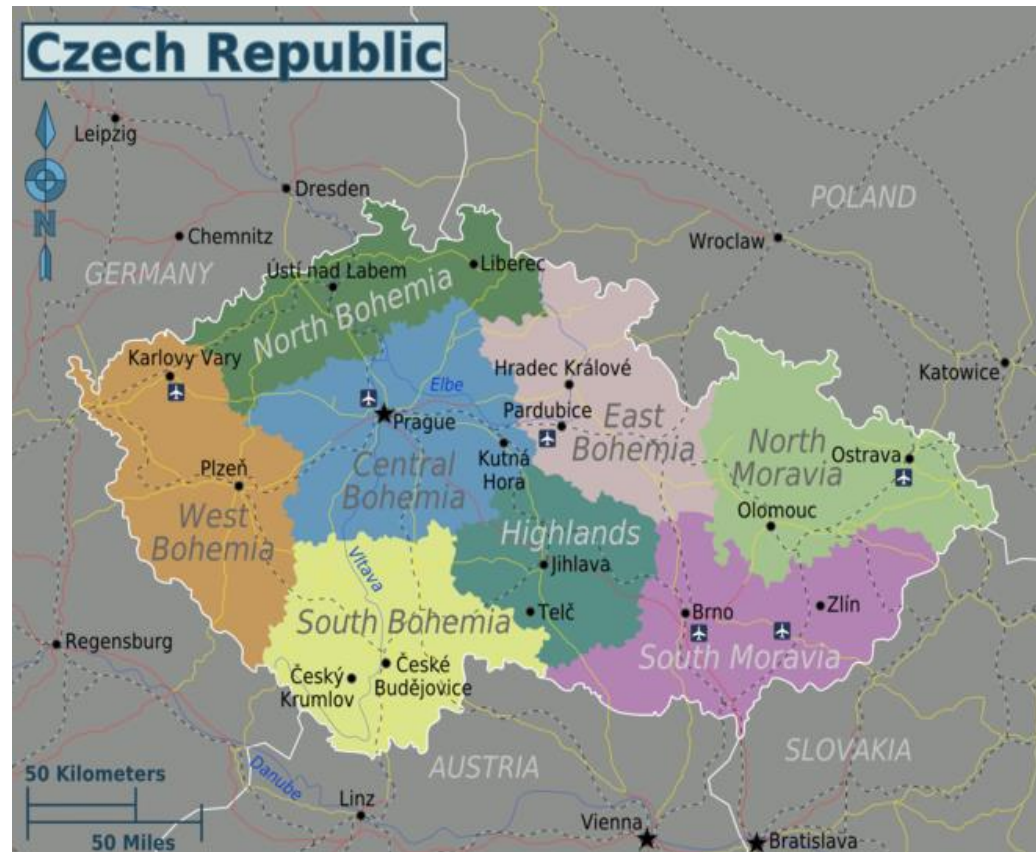 Czech Republic
Leipzig
Dresden
POLAND
N
Chemnitz
Wroclaw
GERMANY
Ústí nad Labem
Liberec
North Bohemia
Karlovy Vary
Hradec Králové
Katowice
Elbe
Prague
Pardubice
East
Bohemia
North
Moravia
Ostrava
Kutná
Hora
Plzeň
Central
Bohemia
Olomouc
West
Bohemia
Highlands
Vltava
Jihlava
Telč
Brno
Zlín
South Bohemia
Regensburg
South Moravia
České
Budějovice
Český
Krumlov
SLOVAKIA
AUSTRIA
50 Kilometers
Danube
Linz
Vienna
50 Miles
Bratislava